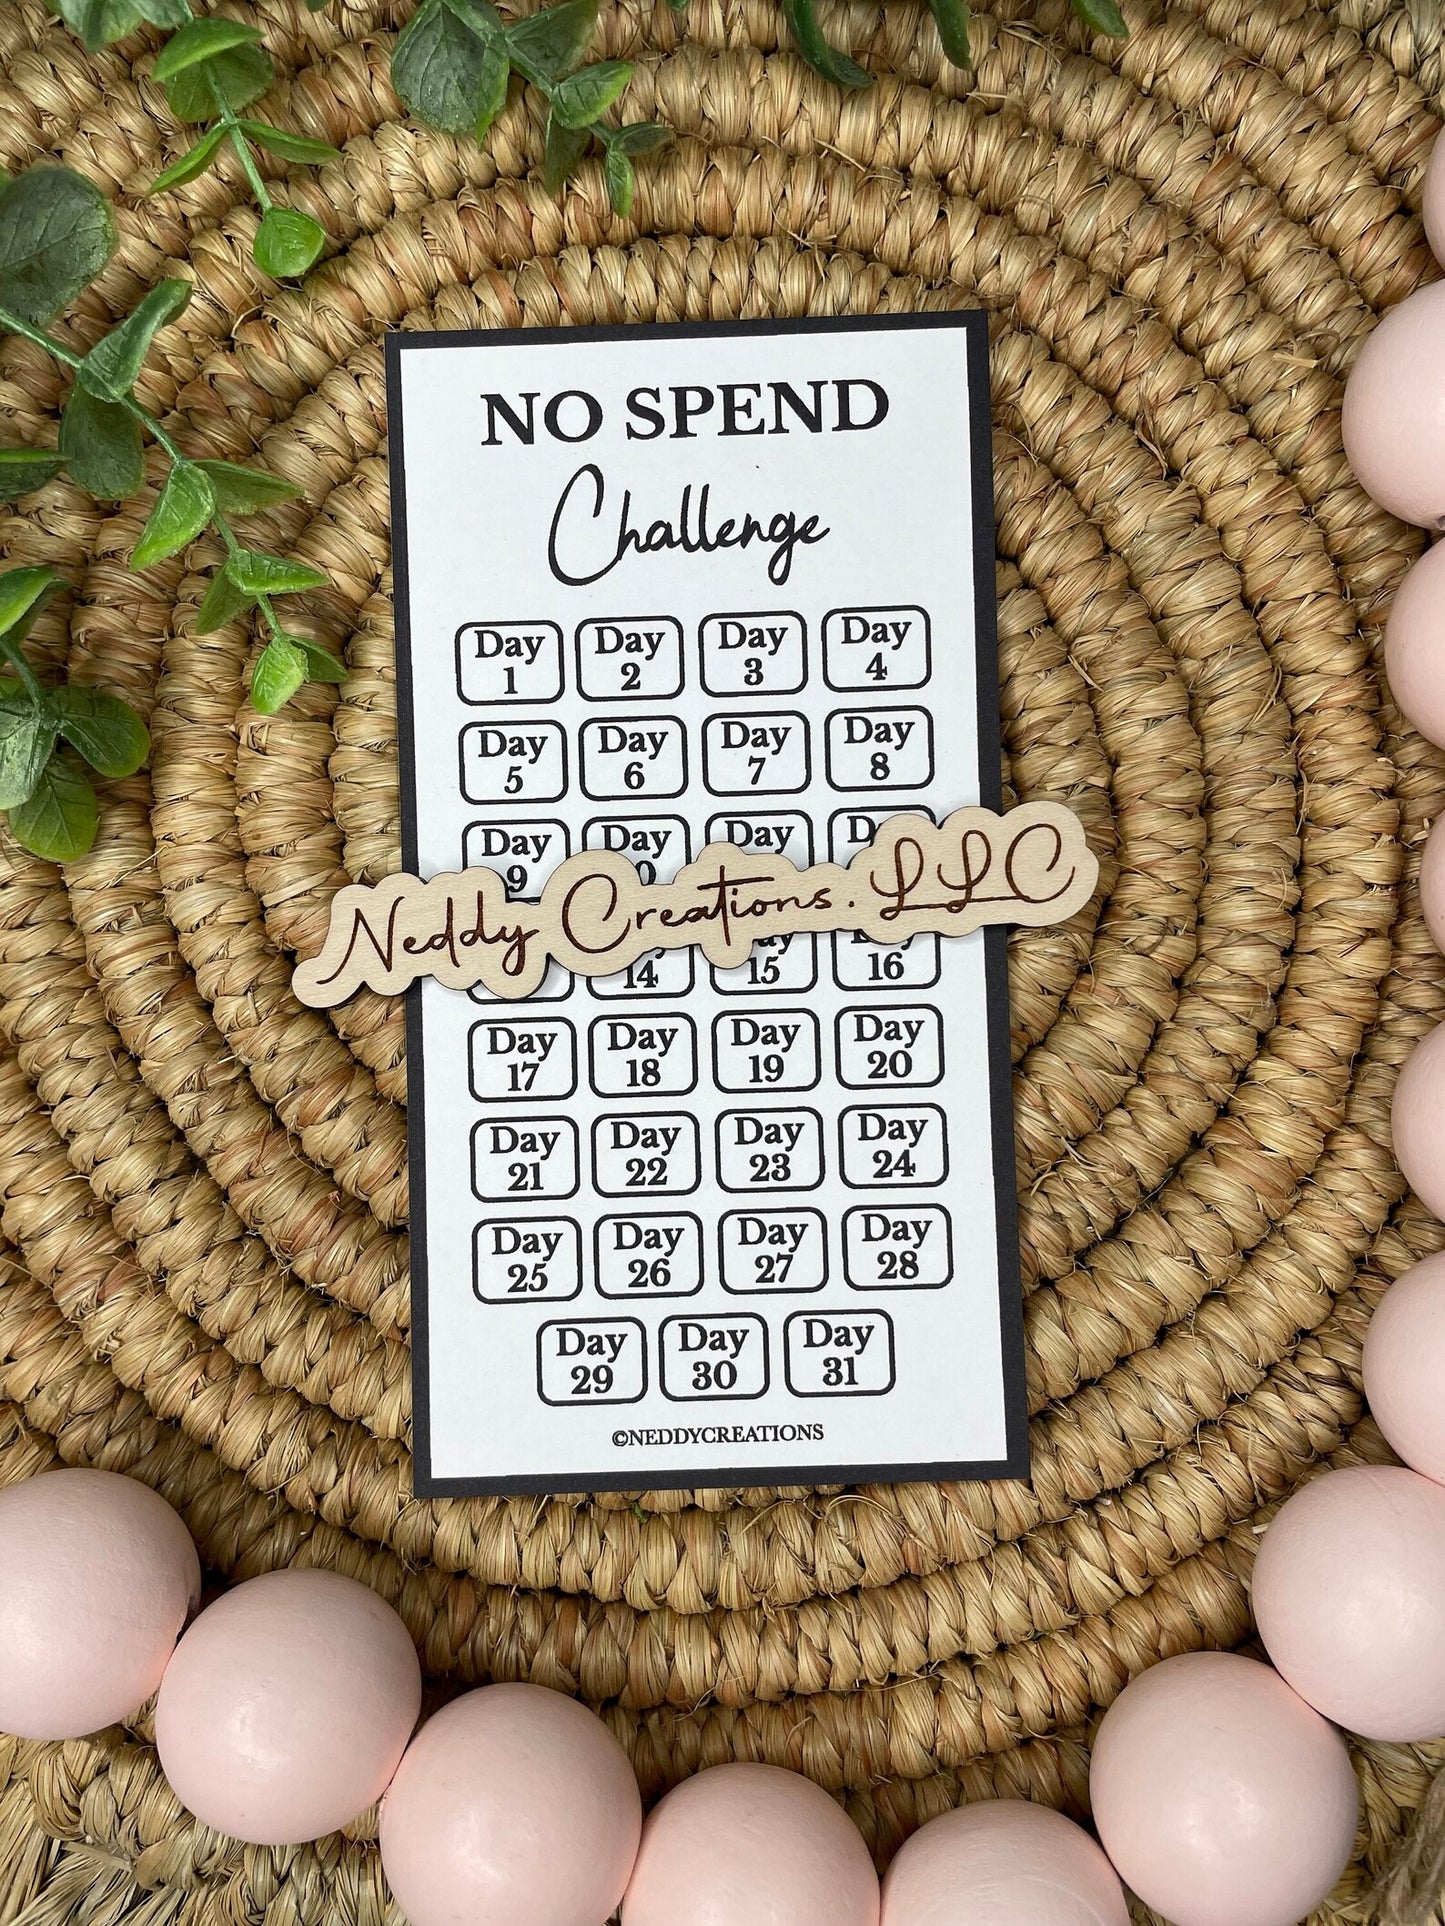 NO SPEND
Challenge
Day Day Day Day
1 2 3 4
Day Day Day Day
5 6 7 8
Day Day Day
9
Neddy Creations. LLC
14 15 16
Day Day Day Day
17 18 19 20
Day Day Day Day
21 22 23 24
Day Day Day Day
25 26 27 28
Day Day Day
29 30 31
©NEDDYCREATIONS